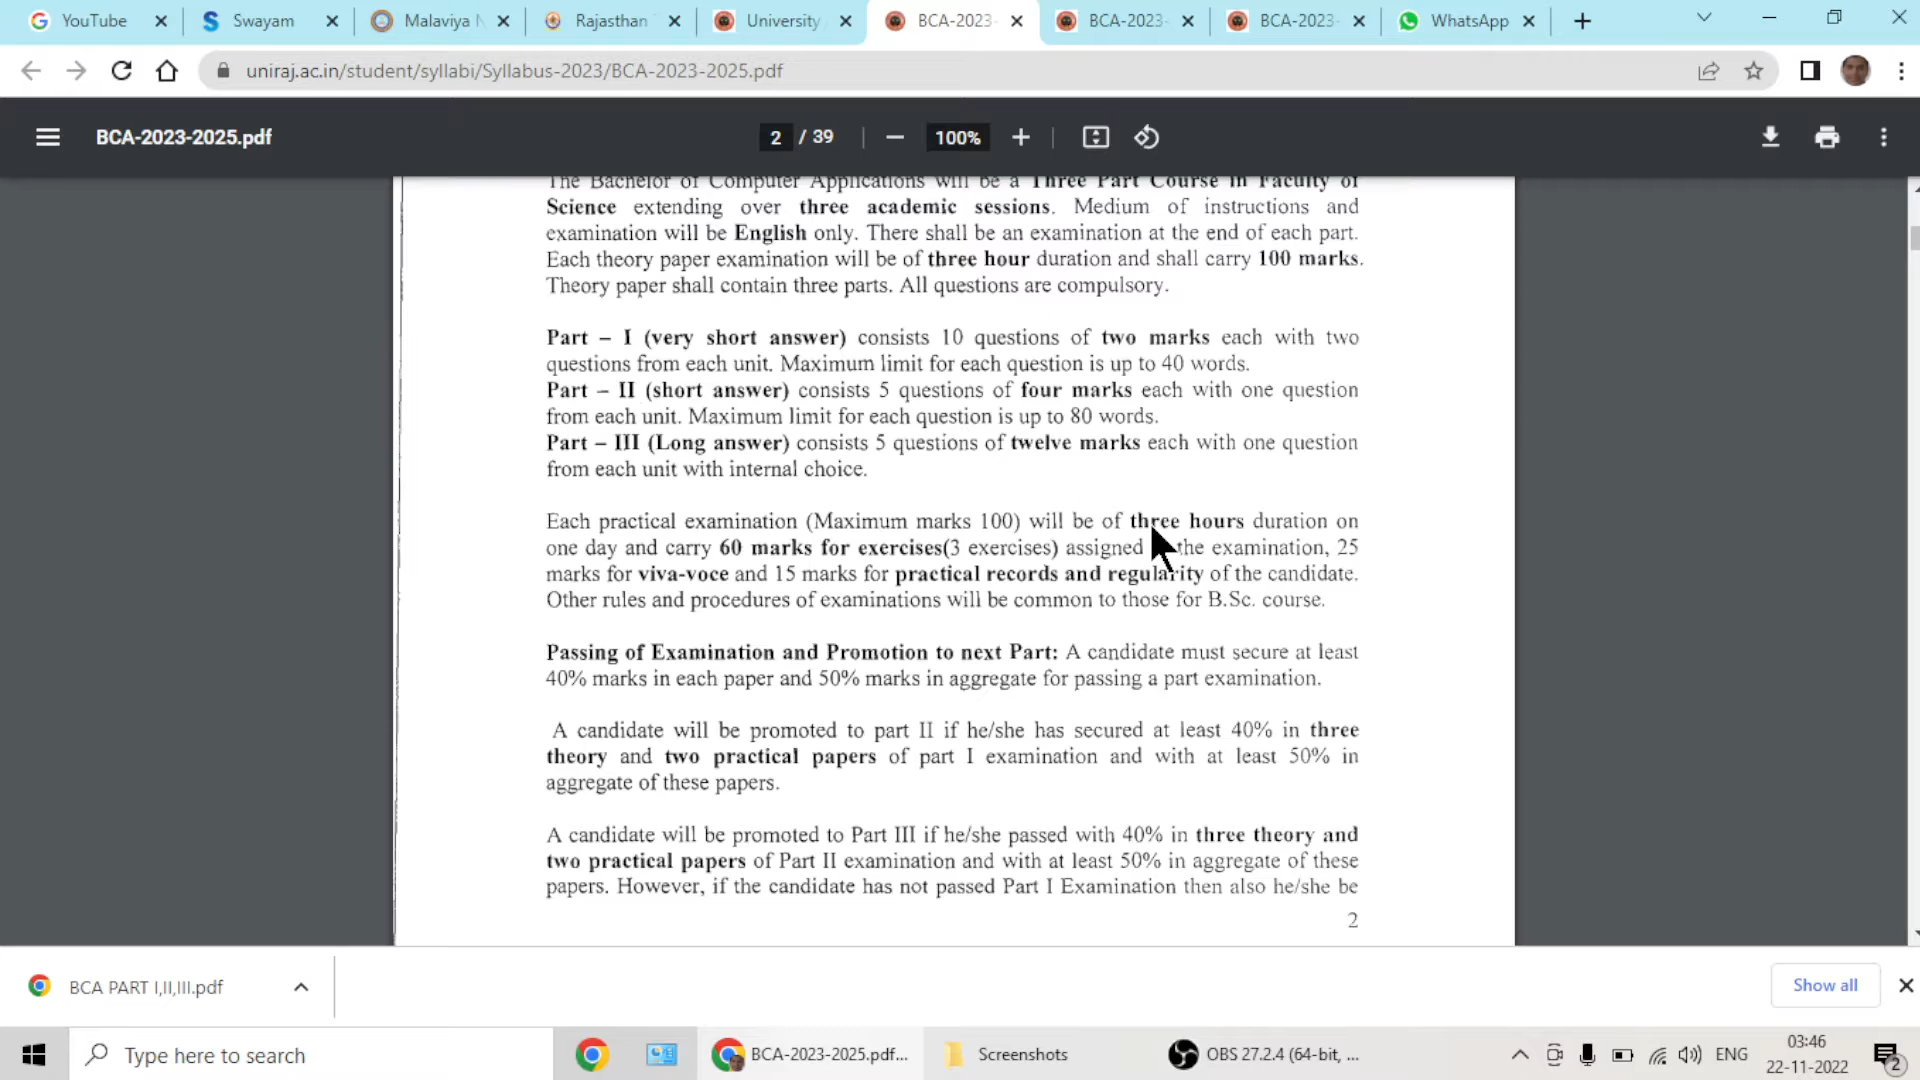 YouTube
Swayam
Malaviya N
Rajasthan
University
BCA-2023-
BCA-2023-
BCA-2023-
WhatsApp
uniraj.ac.in/student/syllabi/Syllabus-2023/BCA-2023-2025.pdf
BCA-2023-2025.pdf
2 / 39
100%
The Bachelor of Computer Applications will be a Three Part Course in Faculty of
Science extending over three academic sessions. Medium of instructions and
examination will be English only. There shall be an examination at the end of each part.
Each theory paper examination will be of three hour duration and shall carry 100 marks.
Theory paper shall contain three parts. All questions are compulsory.
Part – I (very short answer) consists 10 questions of two marks each with two
questions from each unit. Maximum limit for each question is up to 40 words.
Part – II (short answer) consists 5 questions of four marks each with one question
from each unit. Maximum limit for each question is up to 80 words.
Part – III (Long answer) consists 5 questions of twelve marks each with one question
from each unit with internal choice.
Each practical examination (Maximum marks 100) will be of three hours duration on
one day and carry 60 marks for exercises(3 exercises) assigned the examination, 25
marks for viva-voce and 15 marks for practical records and regularity of the candidate.
Other rules and procedures of examinations will be common to those for B.Sc. course.
Passing of Examination and Promotion to next Part: A candidate must secure at least
40% marks in each paper and 50% marks in aggregate for passing a part examination.
A candidate will be promoted to part II if he/she has secured at least 40% in three
theory and two practical papers of part I examination and with at least 50% in
aggregate of these papers.
A candidate will be promoted to Part III if he/she passed with 40% in three theory and
two practical papers of Part II examination and with at least 50% in aggregate of these
papers. However, if the candidate has not passed Part I Examination then also he/she be
2
BCA PART I,II,III.pdf
Show all
Type here to search
BCA-2023-2025.pdf...
Screenshots
OBS 27.2.4 (64-bit, ...
ENG
03:46
22-11-2022
2